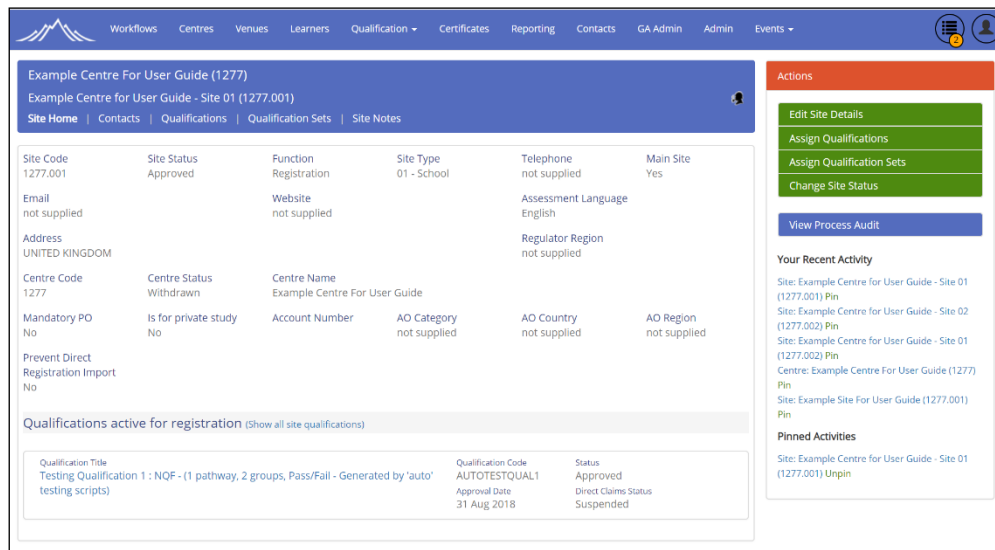 Workflows Centres Venues Learners Qualification Certificates Reporting Contacts GA Admin Admin Events
2
Example Centre For User Guide (1277)
Example Centre for User Guide - Site 01 (1277.001)
Site Home | Contacts | Qualifications | Qualification Sets | Site Notes
Site Code Site Status Function Site Type Telephone Main Site
1277.001 Approved Registration 01 - School not supplied Yes
Email Website Assessment Language
not supplied not supplied English
Address Regulator Region
UNITED KINGDOM not supplied
Centre Code Centre Status Centre Name
1277 Withdrawn Example Centre For User Guide
Mandatory PO Is for private study Account Number AO Category AO Country AO Region
No No not supplied not supplied not supplied
Prevent Direct
Registration Import
No
Qualifications active for registration (Show all site qualifications)
Qualification Title Qualification Code Status
Testing Qualification 1 : NQF - (1 pathway, 2 groups, Pass/Fail - Generated by 'auto' AUTOTESTQUAL1 Approved
testing scripts) Approval Date Direct Claims Status
31 Aug 2018 Suspended
Actions
Edit Site Details
Assign Qualifications
Assign Qualification Sets
Change Site Status
View Process Audit
Your Recent Activity
Site: Example Centre for User Guide - Site 01
(1277.001) Pin
Site: Example Centre for User Guide - Site 02
(1277.002) Pin
Site: Example Centre for User Guide - Site 01
(1277.002) Pin
Centre: Example Centre For User Guide (1277)
Pin
Site: Example Site For User Guide (1277.001)
Pin
Pinned Activities
Site: Example Centre for User Guide - Site 01
(1277.001) Unpin